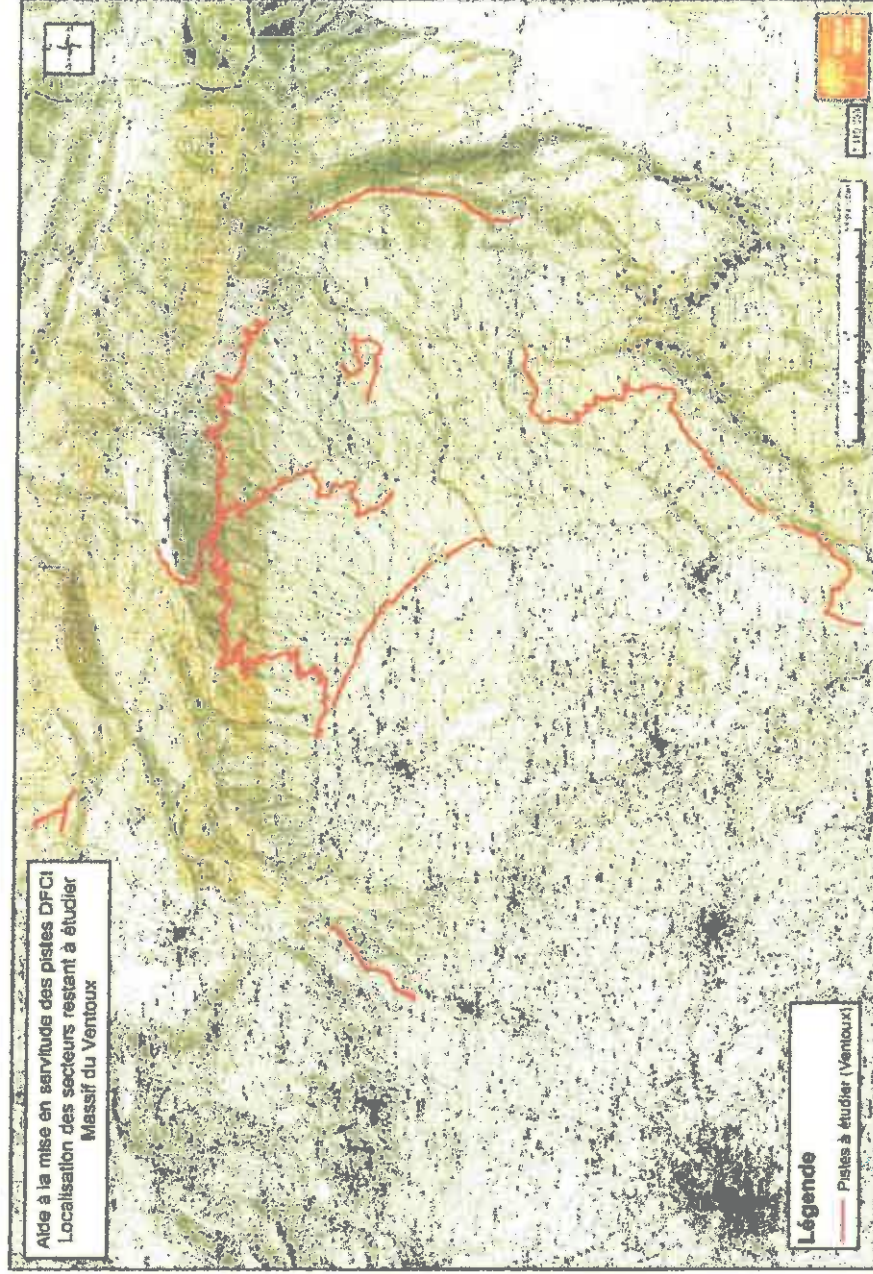 Aide à la mise en servitude des pistes DFCI
Localisation des secteurs restant à étudier
Massif du Ventoux
Légende
Pistes à étudier (Ventoux)